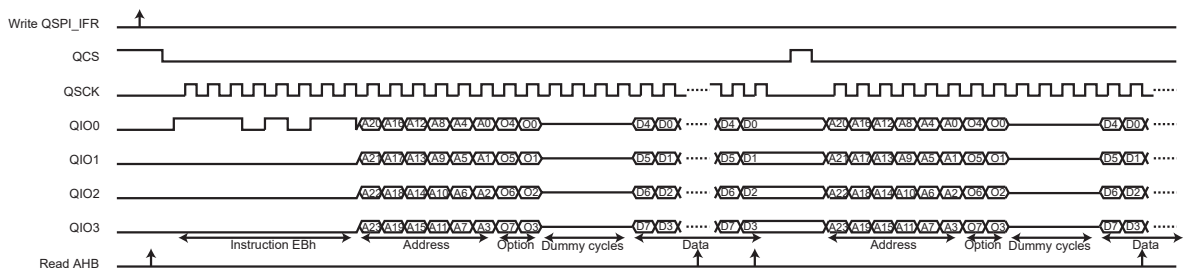 Write QSPI_IFR
QCS
QSCK
QIO0 A20 A16 A12 A8 A4 A0 O4 O0 D4 D0 D4 D0 A20 A16 A12 A8 A4 A0 O4 O0 D4 D0
QIO1 A21 A17 A13 A9 A5 A1 O5 O1 D5 D1 D5 D1 A21 A17 A13 A9 A5 A1 O5 O1 D5 D1
QIO2 A22 A18 A14 A10 A6 A2 O6 O2 D6 D2 D6 D2 A22 A18 A14 A10 A6 A2 O6 O2 D6 D2
QIO3 A23 A19 A15 A11 A7 A3 O7 O3 D7 D3 D7 D3 A23 A19 A15 A11 A7 A3 O7 O3 D7 D3
Instruction EBh Address Option Dummy cycles Data Address Option Dummy cycles Data
Read AHB